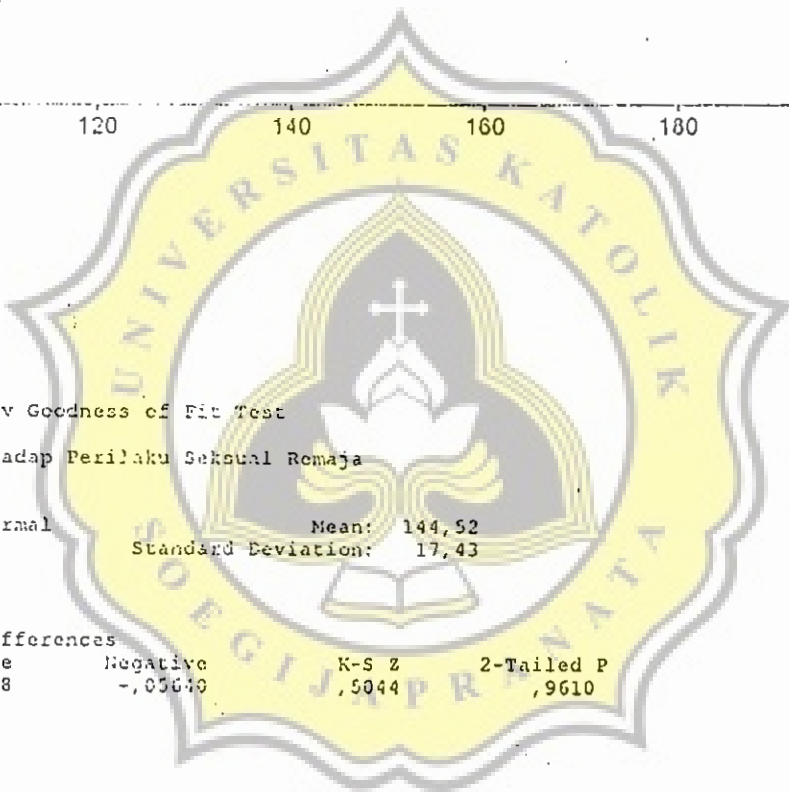 120 140 160 180
UNIVERSITAS KATOLIK
v Goodness of Fit Test
adap Perilaku Seksual Remaja
rmal Mean: 144,52
Standard Deviation: 17,43
SOEGIJAPRANATA
fferences
e Negative K-S Z 2-Tailed P
8 ,5044 ,9610